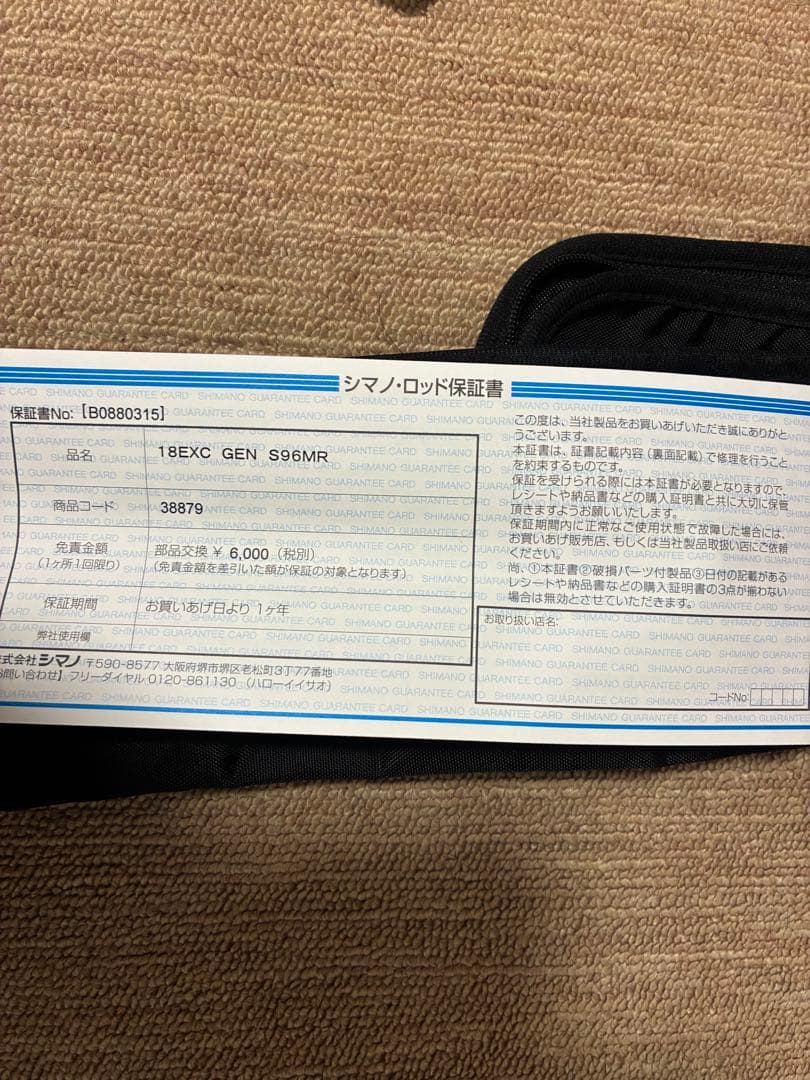 シマノ・ロッド保証書
保証書No: [B0880315]
品名 18EXC GEN S96MR
商品コード 38879
免責金額
(1ヶ所1回限り)
部品交換 ¥ 6,000 (税別)
(免責金額を差引いた額が保証の対象となります)
保証期間 お買いあげ日より 1ヶ年
弊社使用欄
式会社シマノ 〒590-8577 大阪府堺市堺区老松町3丁77番地
問い合わせ】フリーダイヤル 0120-861130 (ハローイイサオ)
この度は、当社製品をお買いあげいただき誠にありがと
うございます。
本証書は、証書記載内容(裏面記載)で修理を行うこと
を約束するものです。
保証を受けられる際には本証書が必要となりますので、
レシートや納品書などの購入証明書と共に大切に保管
頂きますようお願いいたします。
保証期間内に正常なご使用状態で故障した場合には、
お買いあげ販売店、もしくは当社製品取扱い店にご依頼
ください。
尚、①本証書②破損パーツ付製品③日付の記載がある
レシートや納品書などの購入証明書の3点が揃わない
場合は無効とさせていただきます。
お取り扱い店名:
コードNo
SHIMANO GUARANTEE CARD